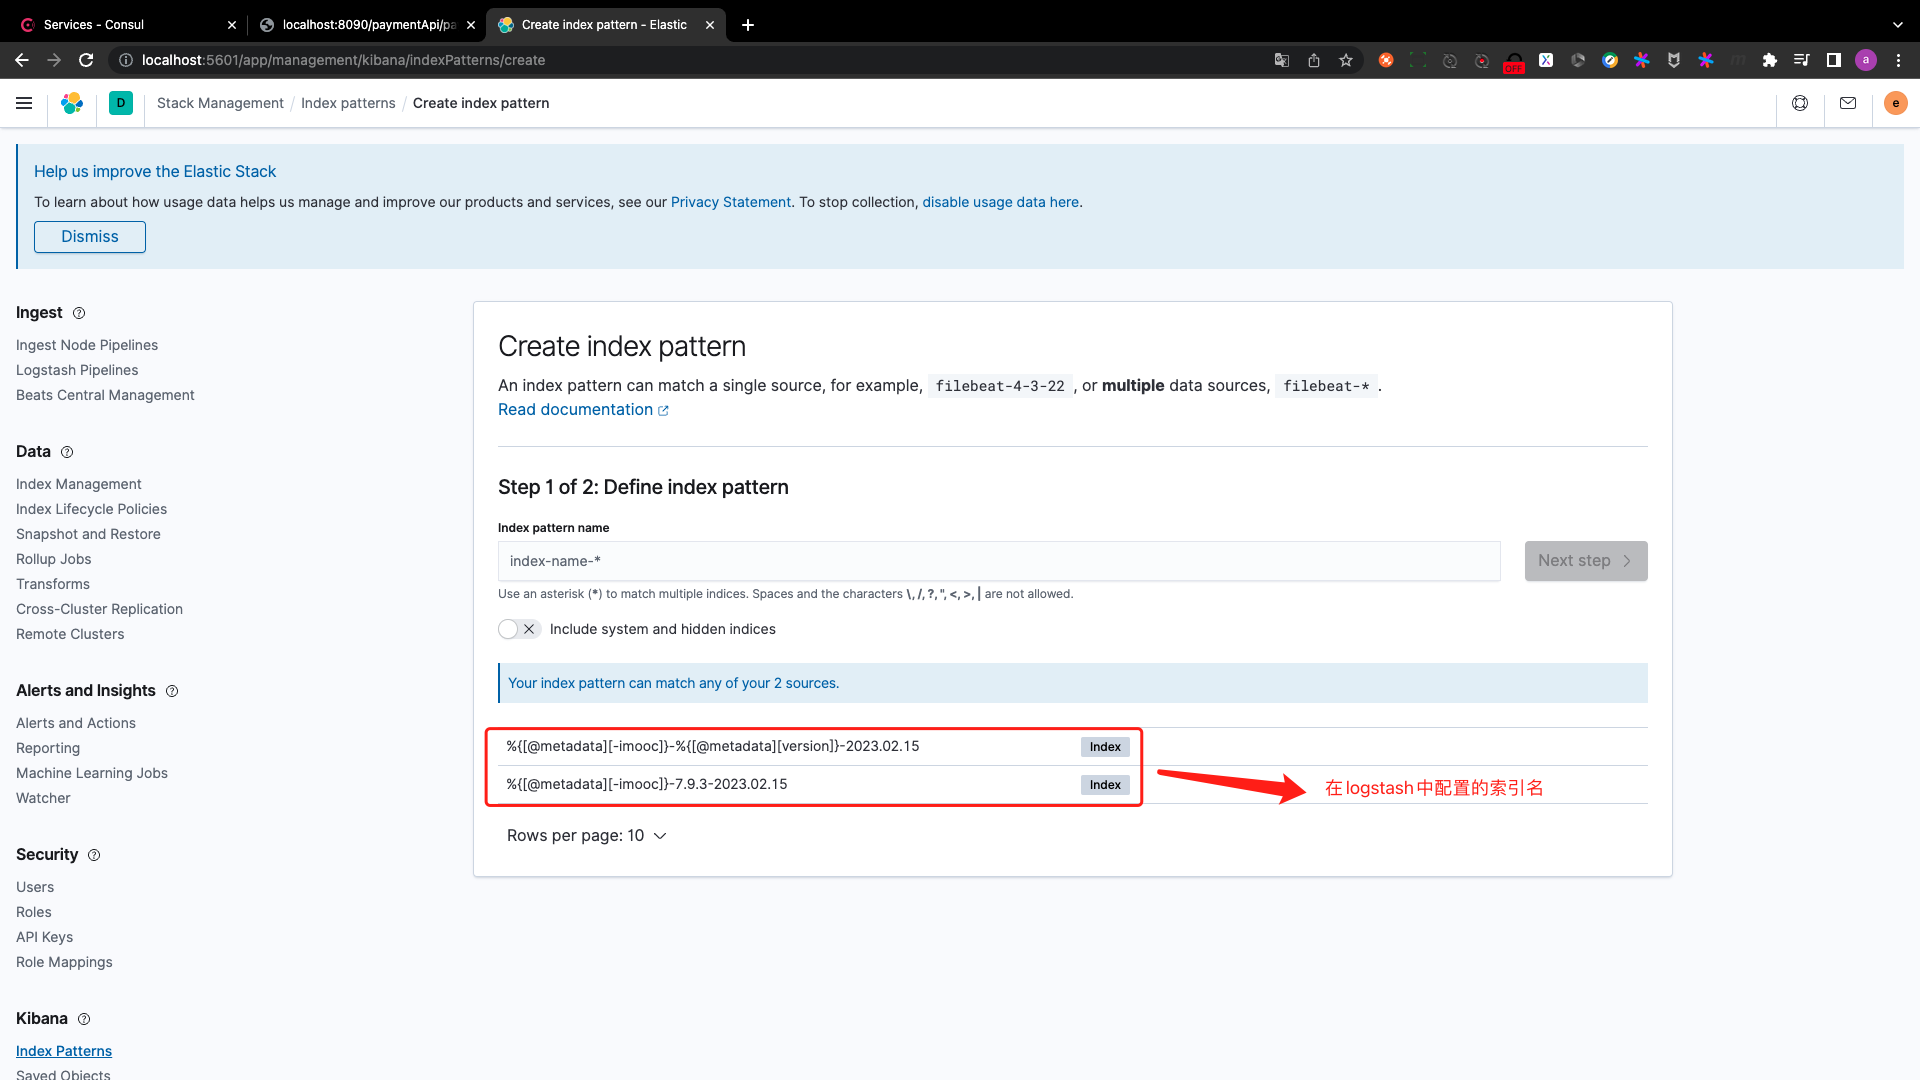 Services - Consul
localhost:8090/paymentApi/pa
Create index pattern - Elastic
localhost:5601/app/management/kibana/indexPatterns/create
OFF
a
D
Stack Management / Index patterns / Create index pattern
e
Help us improve the Elastic Stack
To learn about how usage data helps us manage and improve our products and services, see our Privacy Statement. To stop collection, disable usage data here.
Dismiss
Ingest
Ingest Node Pipelines
Logstash Pipelines
Beats Central Management
Data
Index Management
Index Lifecycle Policies
Snapshot and Restore
Rollup Jobs
Transforms
Cross-Cluster Replication
Remote Clusters
Alerts and Insights
Alerts and Actions
Reporting
Machine Learning Jobs
Watcher
Security
Users
Roles
API Keys
Role Mappings
Kibana
Index Patterns
Saved Objects
Create index pattern
An index pattern can match a single source, for example, filebeat-4-3-22 , or multiple data sources, filebeat-* .
Read documentation
Step 1 of 2: Define index pattern
Index pattern name
index-name-*
Next step
Use an asterisk (*) to match multiple indices. Spaces and the characters \, /, ?, ", <, >, | are not allowed.
Include system and hidden indices
Your index pattern can match any of your 2 sources.
%{[@metadata][-imooc]}-%{[@metadata][version]}-2023.02.15 Index
%{[@metadata][-imooc]}-7.9.3-2023.02.15 Index
在logstash中配置的索引名
Rows per page: 10